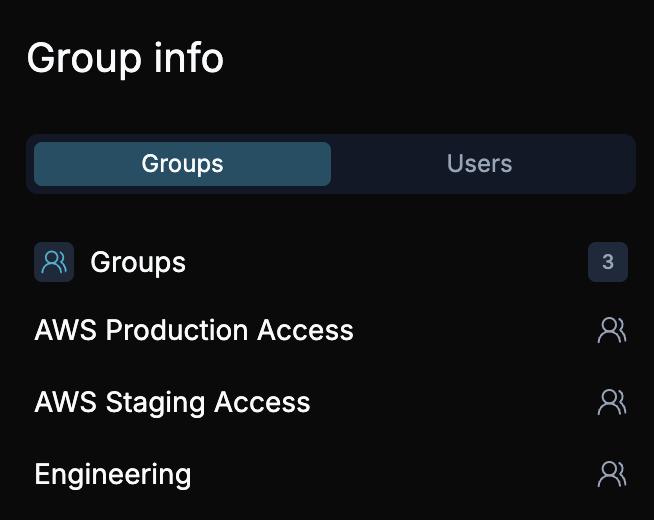 Group info
Groups Users
Groups 3
AWS Production Access
AWS Staging Access
Engineering